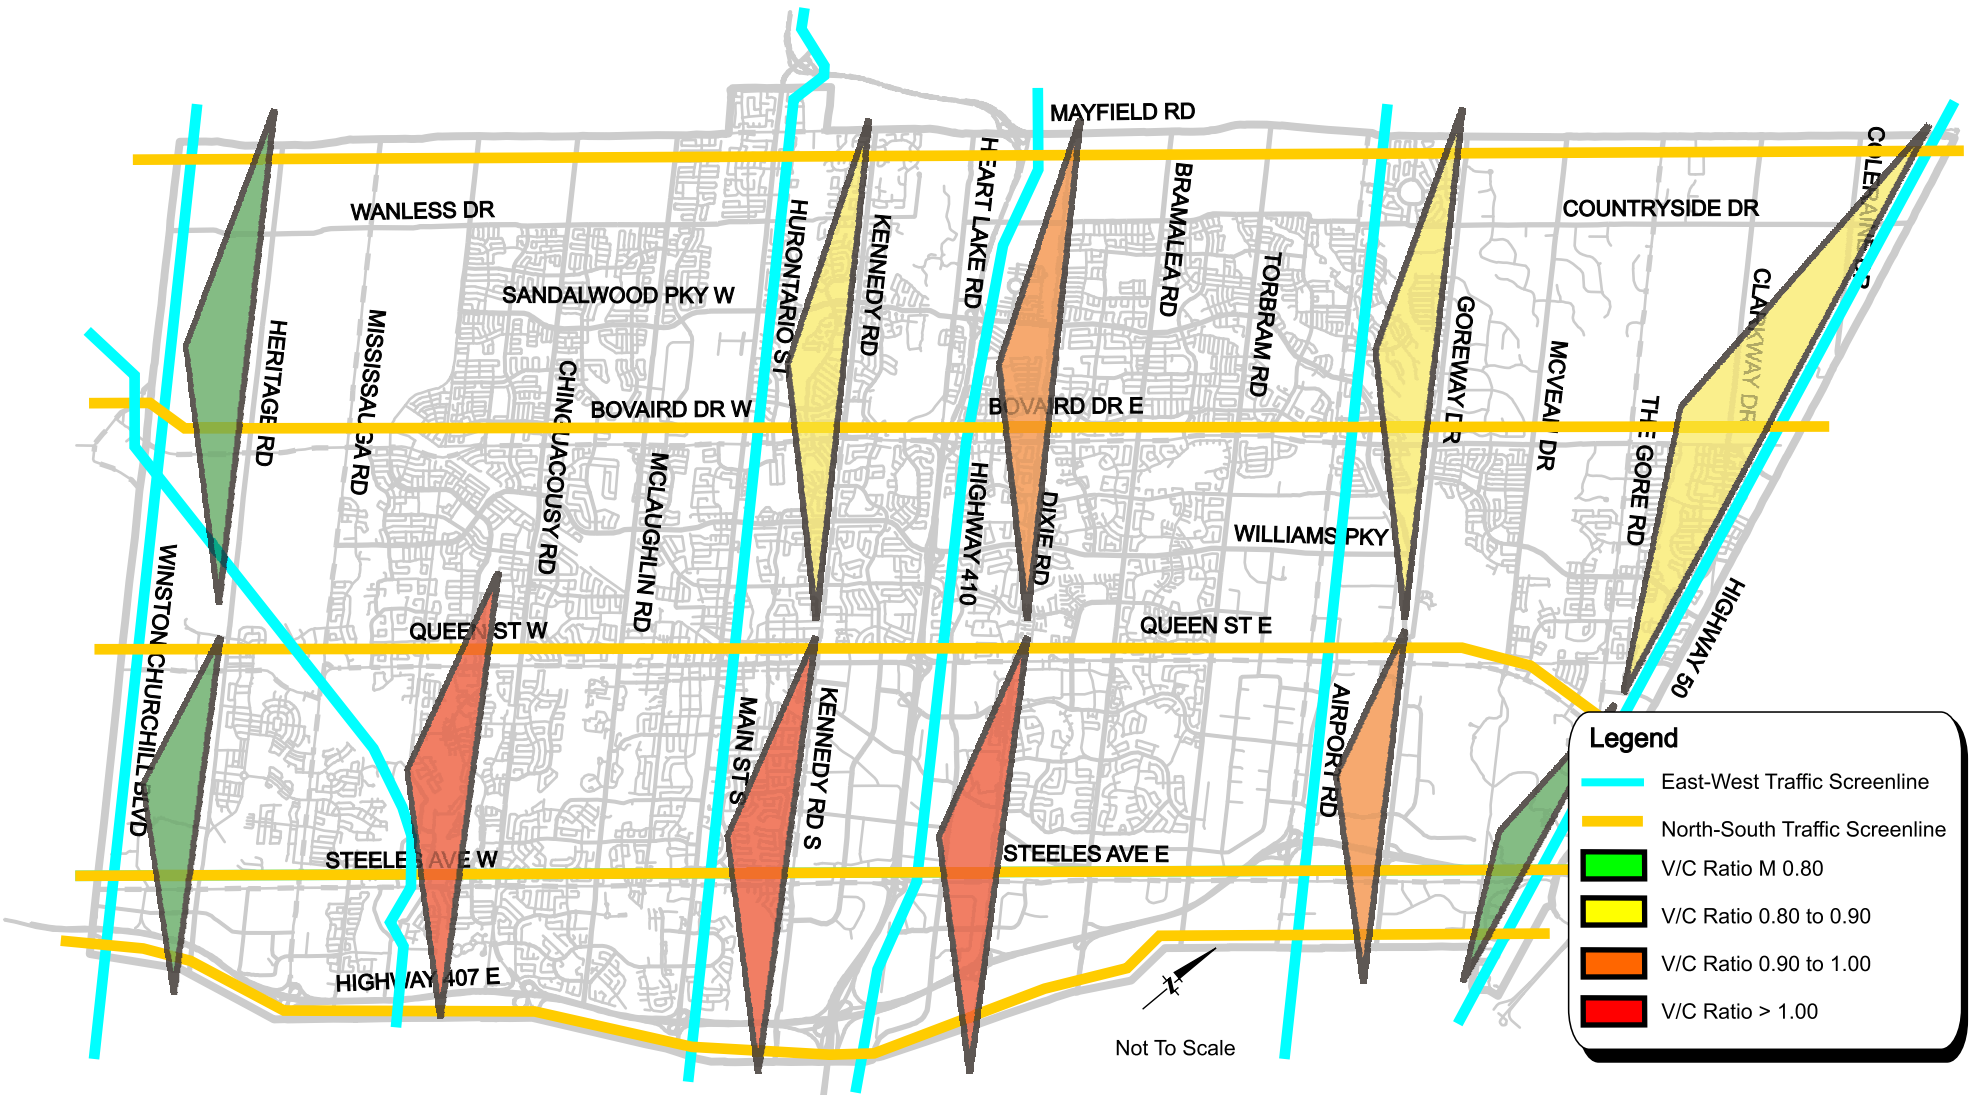 MAYFIELD RD
WANLESS DR
COUNTRYSIDE DR
SANDALWOOD PKY W
BOVAIRD DR W
BOVAIRD DR E
WILLIAMS PKY
QUEEN ST W
QUEEN ST E
STEELES AVE W
STEELES AVE E
HIGHWAY 407 E
WINSTON CHURCHILL BLVD
HERITAGE RD
MISSISSAUGA RD
CHINGUACOUSY RD
MCLAUGHLIN RD
HURONTARIO ST
MAIN ST S
KENNEDY RD
KENNEDY RD S
HEART LAKE RD
HIGHWAY 410
DIXIE RD
BRAMALEA RD
TORBRAM RD
AIRPORT RD
GOREWAY DR
MCVEAN DR
THE GORE RD
CLARKWAY DR
COLERAINE DR
HIGHWAY 50
N
Not To Scale
Legend
East-West Traffic Screenline
North-South Traffic Screenline
V/C Ratio M 0.80
V/C Ratio 0.80 to 0.90
V/C Ratio 0.90 to 1.00
V/C Ratio > 1.00